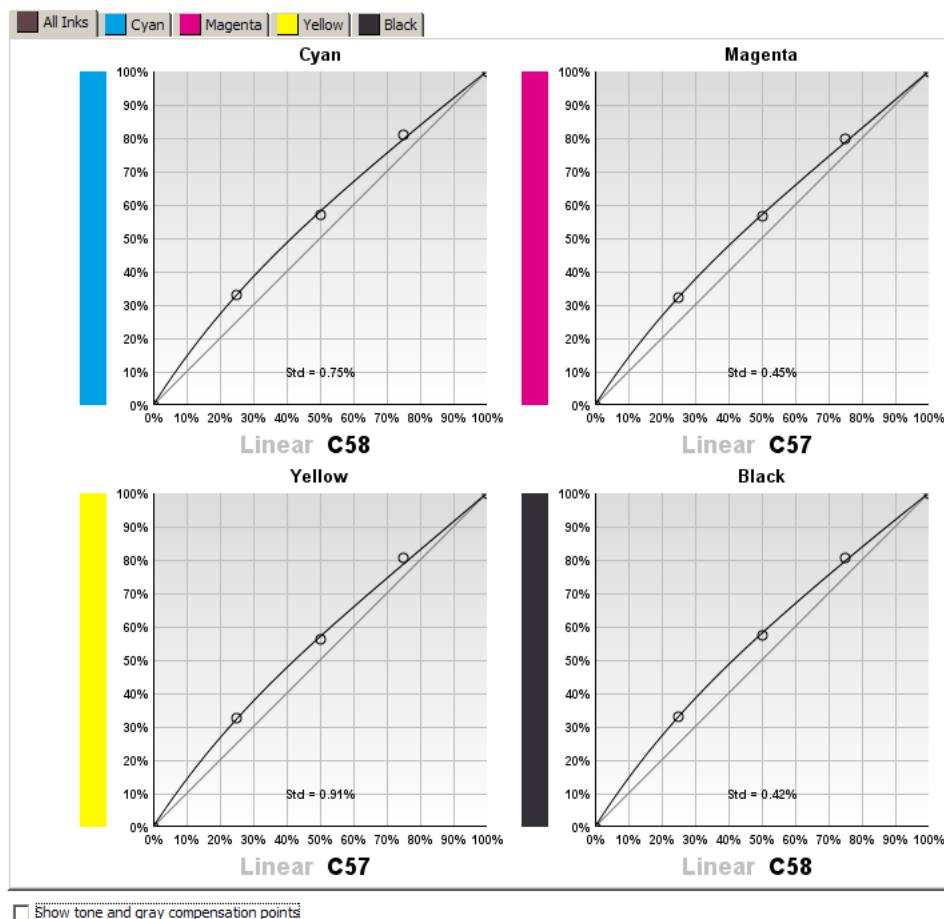 All Inks Cyan Magenta Yellow Black
Cyan
100%
90%
80%
70%
60%
50%
40%
30%
20%
10%
0%
Std = 0.75%
0% 10% 20% 30% 40% 50% 60% 70% 80% 90% 100%
Linear C58
Magenta
100%
90%
80%
70%
60%
50%
40%
30%
20%
10%
0%
Std = 0.45%
0% 10% 20% 30% 40% 50% 60% 70% 80% 90% 100%
Linear C57
Yellow
100%
90%
80%
70%
60%
50%
40%
30%
20%
10%
0%
Std = 0.91%
0% 10% 20% 30% 40% 50% 60% 70% 80% 90% 100%
Linear C57
Black
100%
90%
80%
70%
60%
50%
40%
30%
20%
10%
0%
Std = 0.42%
0% 10% 20% 30% 40% 50% 60% 70% 80% 90% 100%
Linear C58
Show tone and gray compensation points